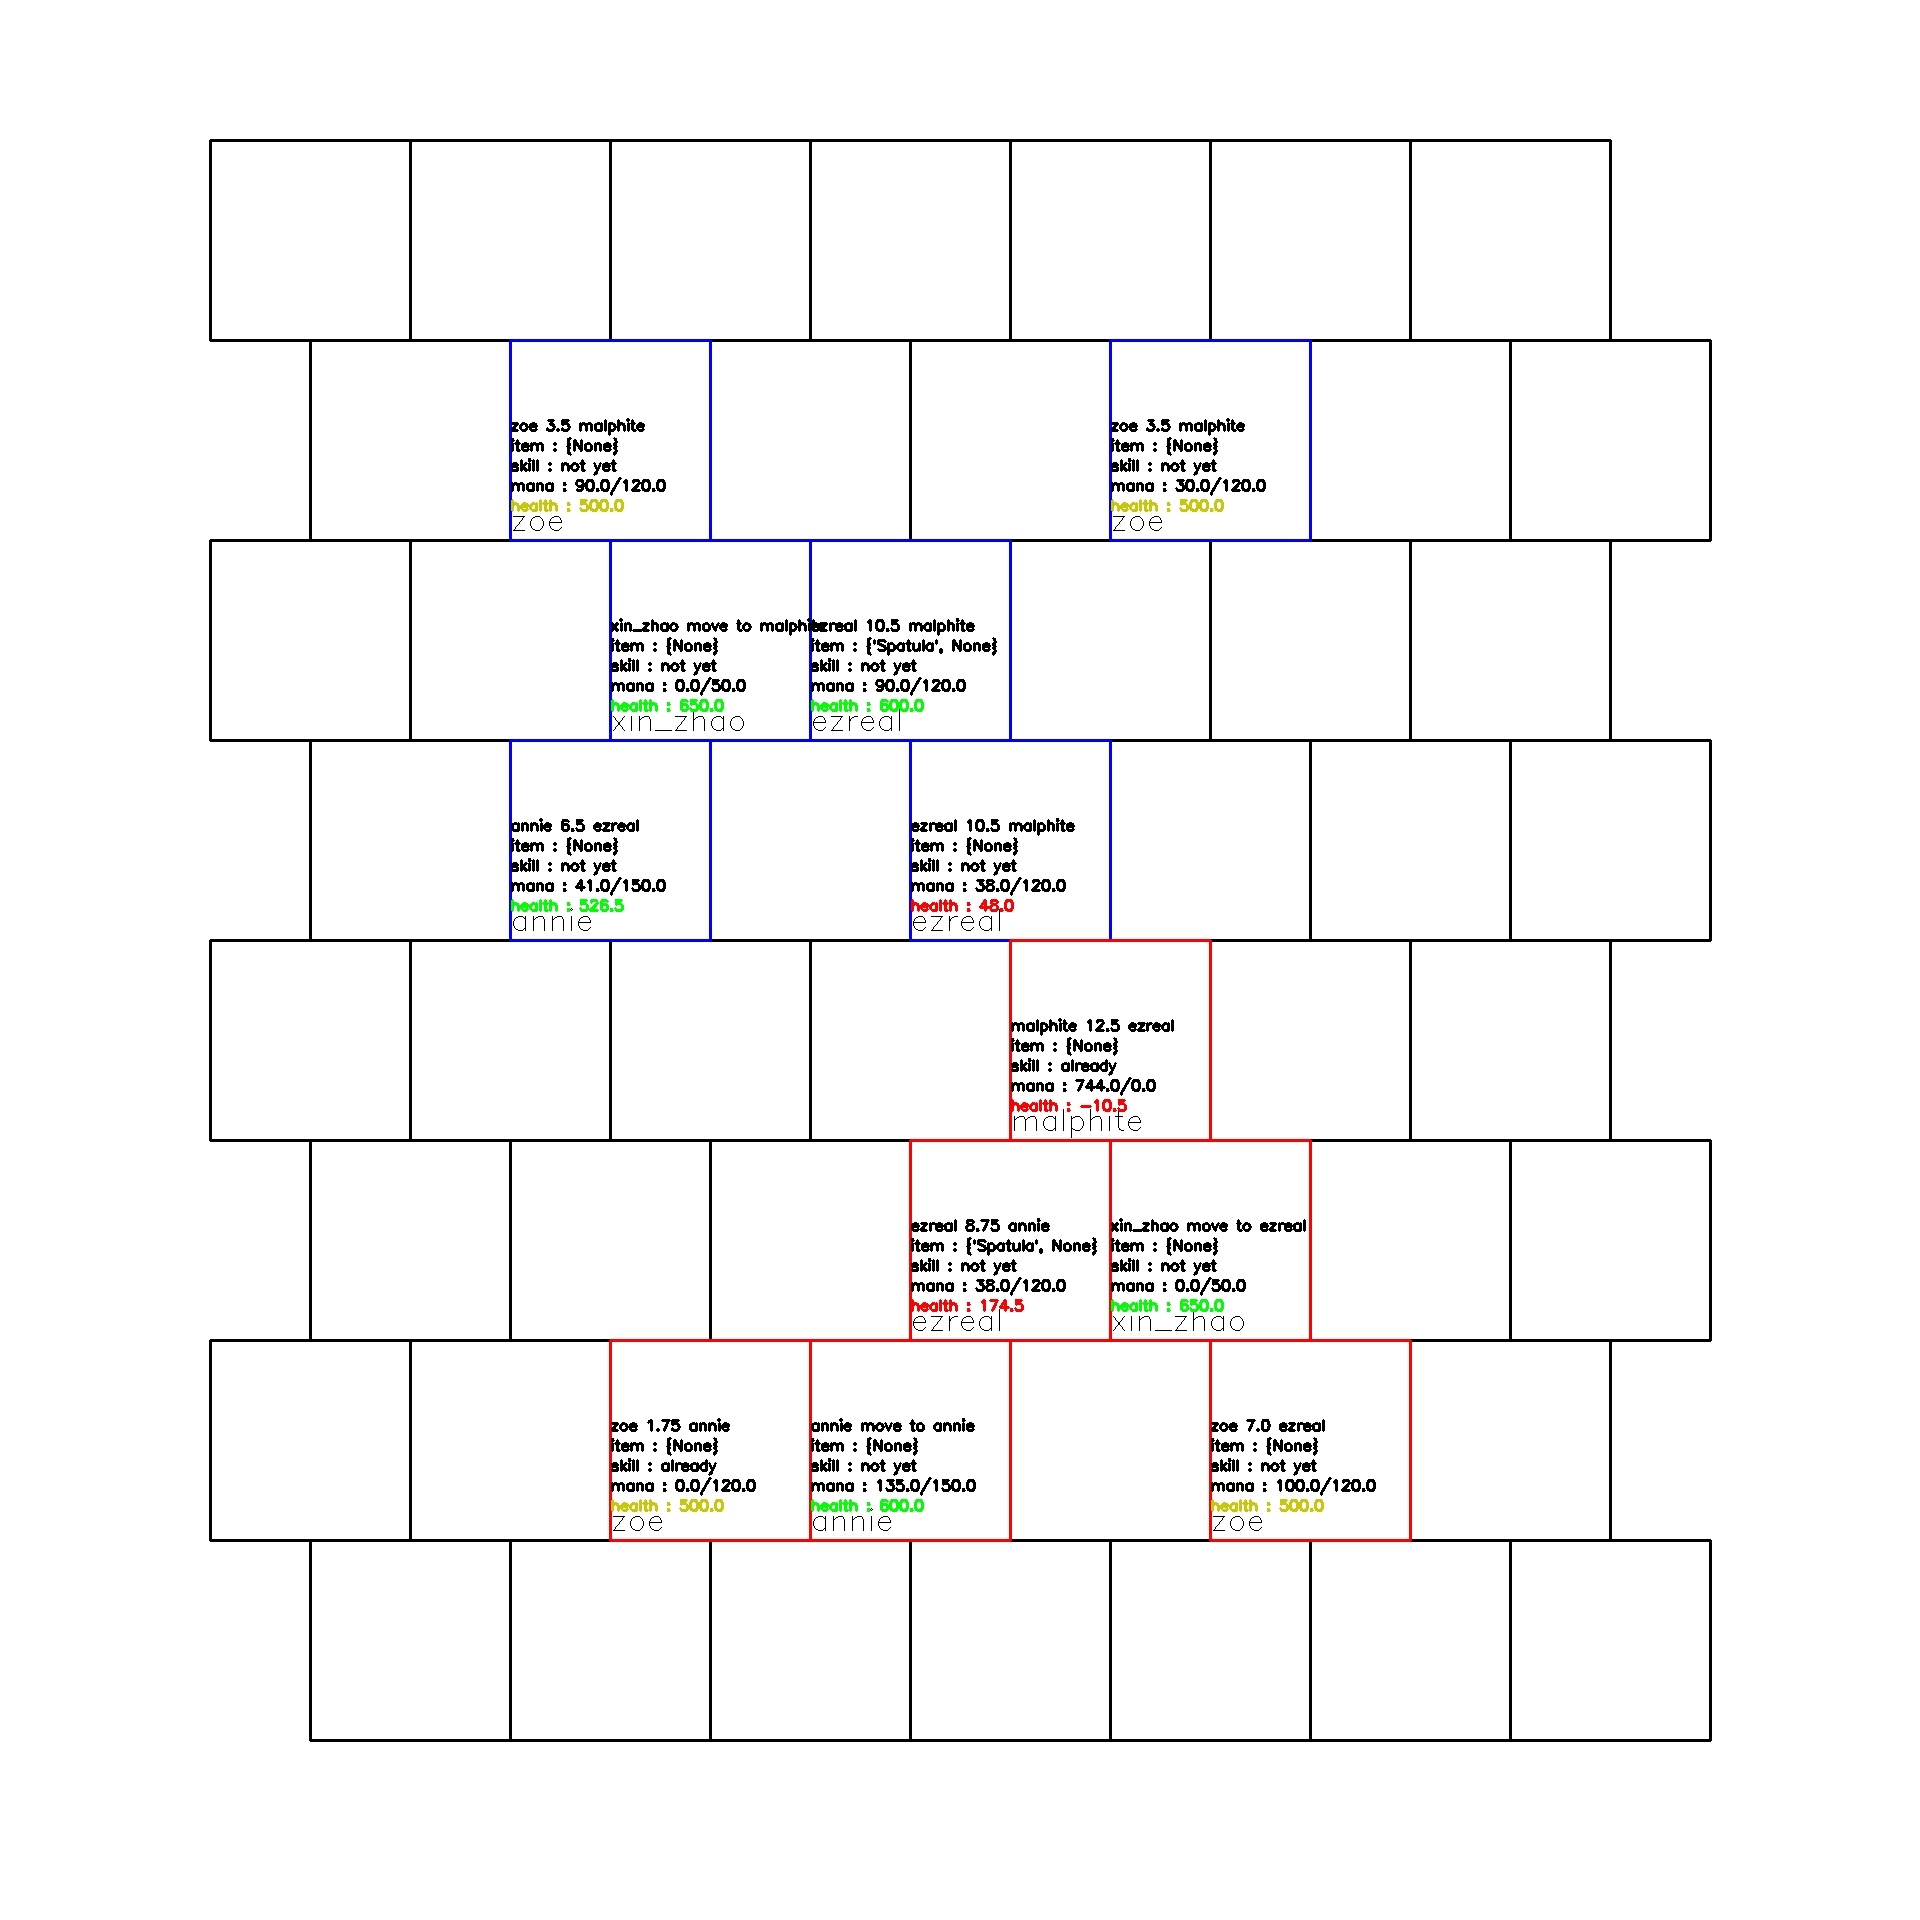 zoe 3.5 malphite
item : {None}
skill : not yet
mana : 90.0/120.0
health : 500.0
zoe
zoe 3.5 malphite
item : {None}
skill : not yet
mana : 30.0/120.0
health : 500.0
zoe
xin_zhao move to malphite
item : {None}
skill : not yet
mana : 0.0/50.0
health : 650.0
xin_zhao
ezreal 10.5 malphite
item : {'Spatula', None}
skill : not yet
mana : 90.0/120.0
health : 600.0
ezreal
annie 6.5 ezreal
item : {None}
skill : not yet
mana : 41.0/150.0
health : 526.5
annie
ezreal 10.5 malphite
item : {None}
skill : not yet
mana : 38.0/120.0
health : 48.0
ezreal
malphite 12.5 ezreal
item : {None}
skill : already
mana : 744.0/0.0
health : -10.5
malphite
ezreal 8.75 annie
item : {'Spatula', None}
skill : not yet
mana : 38.0/120.0
health : 174.5
ezreal
xin_zhao move to ezreal
item : {None}
skill : not yet
mana : 0.0/50.0
health : 650.0
xin_zhao
zoe 1.75 annie
item : {None}
skill : already
mana : 0.0/120.0
health : 500.0
zoe
annie move to annie
item : {None}
skill : not yet
mana : 135.0/150.0
health : 600.0
annie
zoe 7.0 ezreal
item : {None}
skill : not yet
mana : 100.0/120.0
health : 500.0
zoe